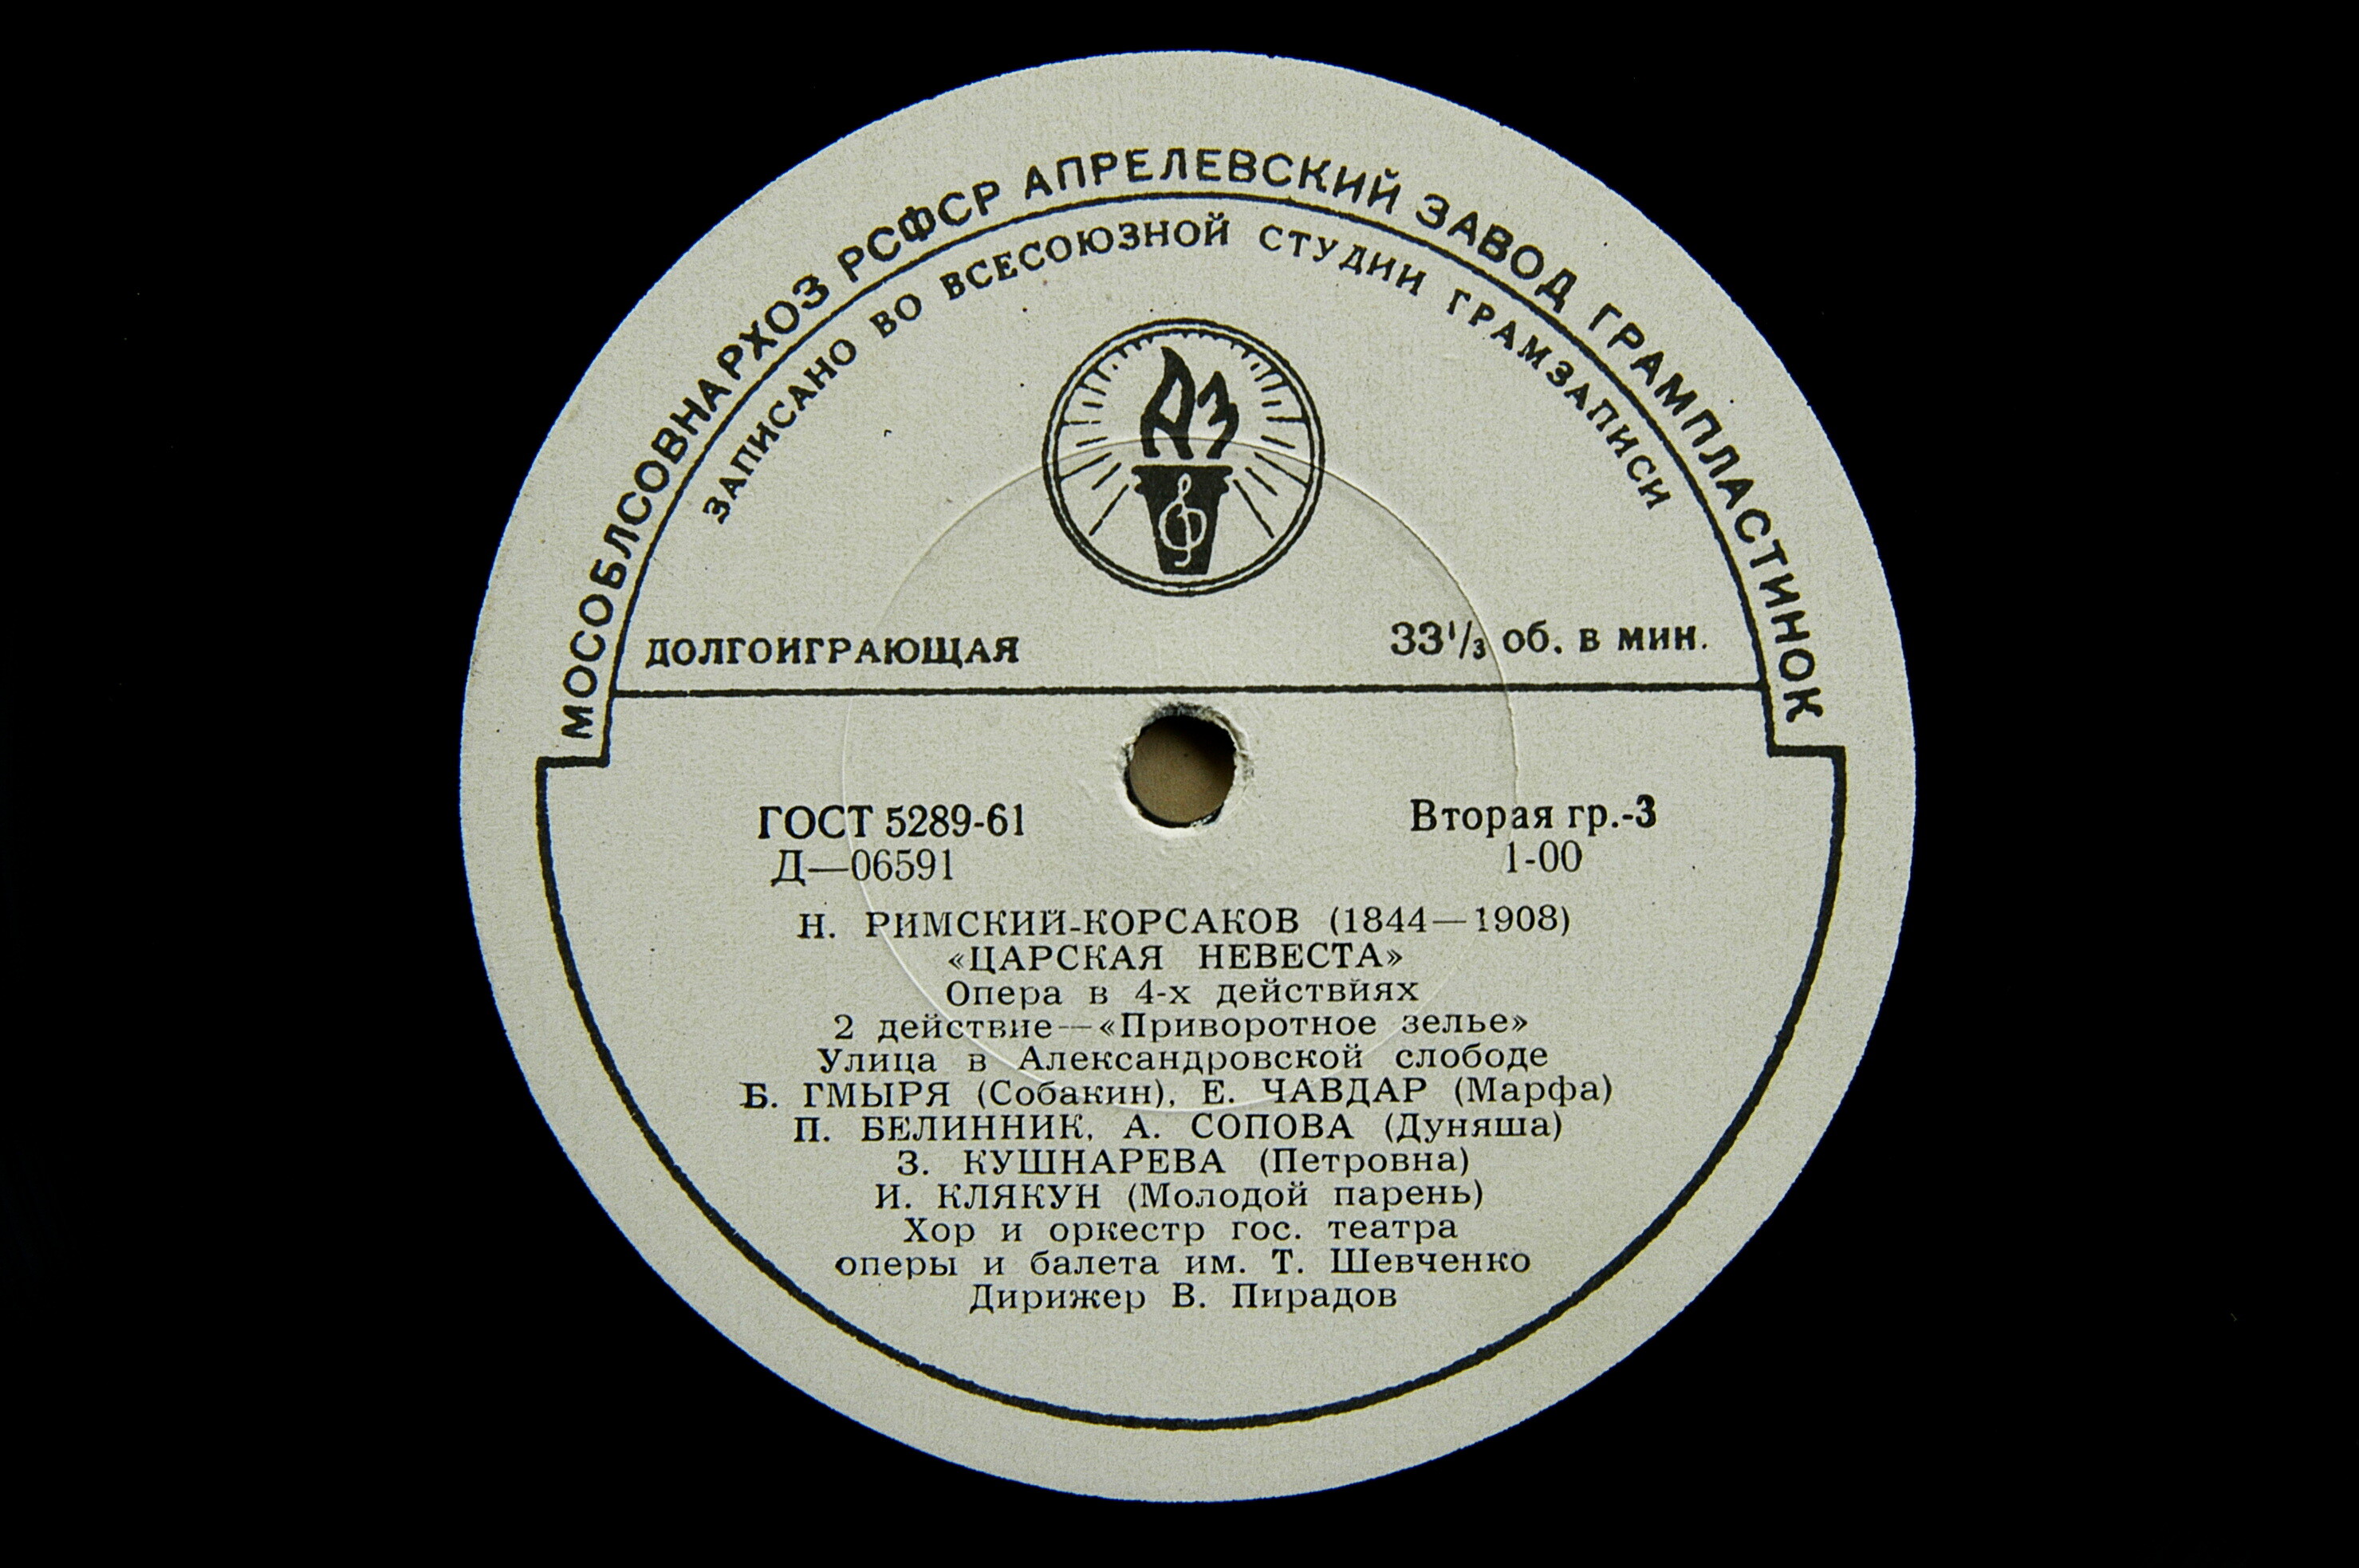 МОСОБЛСОВНАРХОЗ РСФСР АПРЕЛЕВСКИЙ ЗАВОД ГРАМПЛАСТИНОК
ЗАПИСАНО ВО ВСЕСОЮЗНОЙ СТУДИИ ГРАМЗАПИСИ
ДОЛГОИГРАЮЩАЯ 33⅓ об. в мин.
ГОСТ 5289-61 Вторая гр.-3
Д—06591 1-00
Н. РИМСКИЙ-КОРСАКОВ (1844—1908)
«ЦАРСКАЯ НЕВЕСТА»
Опера в 4-х действиях
2 действие—«Приворотное зелье»
Улица в Александровской слободе
Б. ГМЫРЯ (Собакин), Е. ЧАВДАР (Марфа)
П. БЕЛИННИК, А. СОПОВА (Дуняша)
З. КУШНАРЕВА (Петровна)
И. КЛЯКУН (Молодой парень)
Хор и оркестр гос. театра
оперы и балета им. Т. Шевченко
Дирижер В. Пирадов